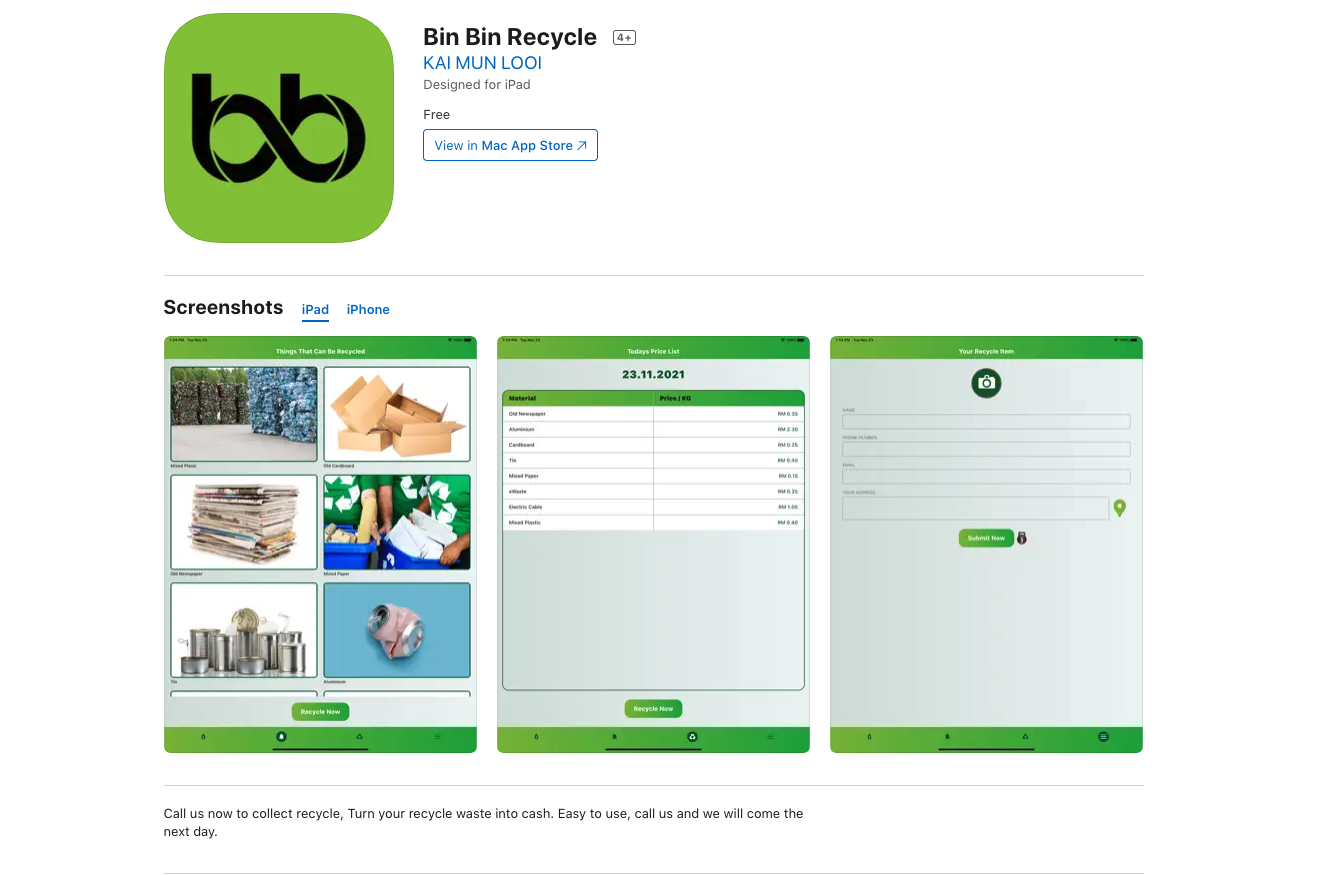 bb
Bin Bin Recycle 4+
KAI MUN LOOI
Designed for iPad
Free
View in Mac App Store
Screenshots iPad iPhone
7:54 PM Tue Nov 23 100%
Things That Can Be Recycled
Mixed Plasic Old Cardboard
Old Newspaper Mixed Paper
Tin Aluminium
Recycle Now
7:54 PM Tue Nov 23 100%
Todays Price List
23.11.2021
Material Price / KG
Old Newspaper RM 0.35
Aluminium RM 2.30
Cardboard RM 0.25
Tin RM 0.40
Mixed Paper RM 0.15
eWaste RM 0.25
Electric Cable RM 1.00
Mixed Plastic RM 0.40
Recycle Now
7:54 PM Tue Nov 23 100%
Your Recycle Item
NAME
PHONE NUMBER
EMAIL
YOUR ADDRESS
Submit Now
Call us now to collect recycle, Turn your recycle waste into cash. Easy to use, call us and we will come the
next day.